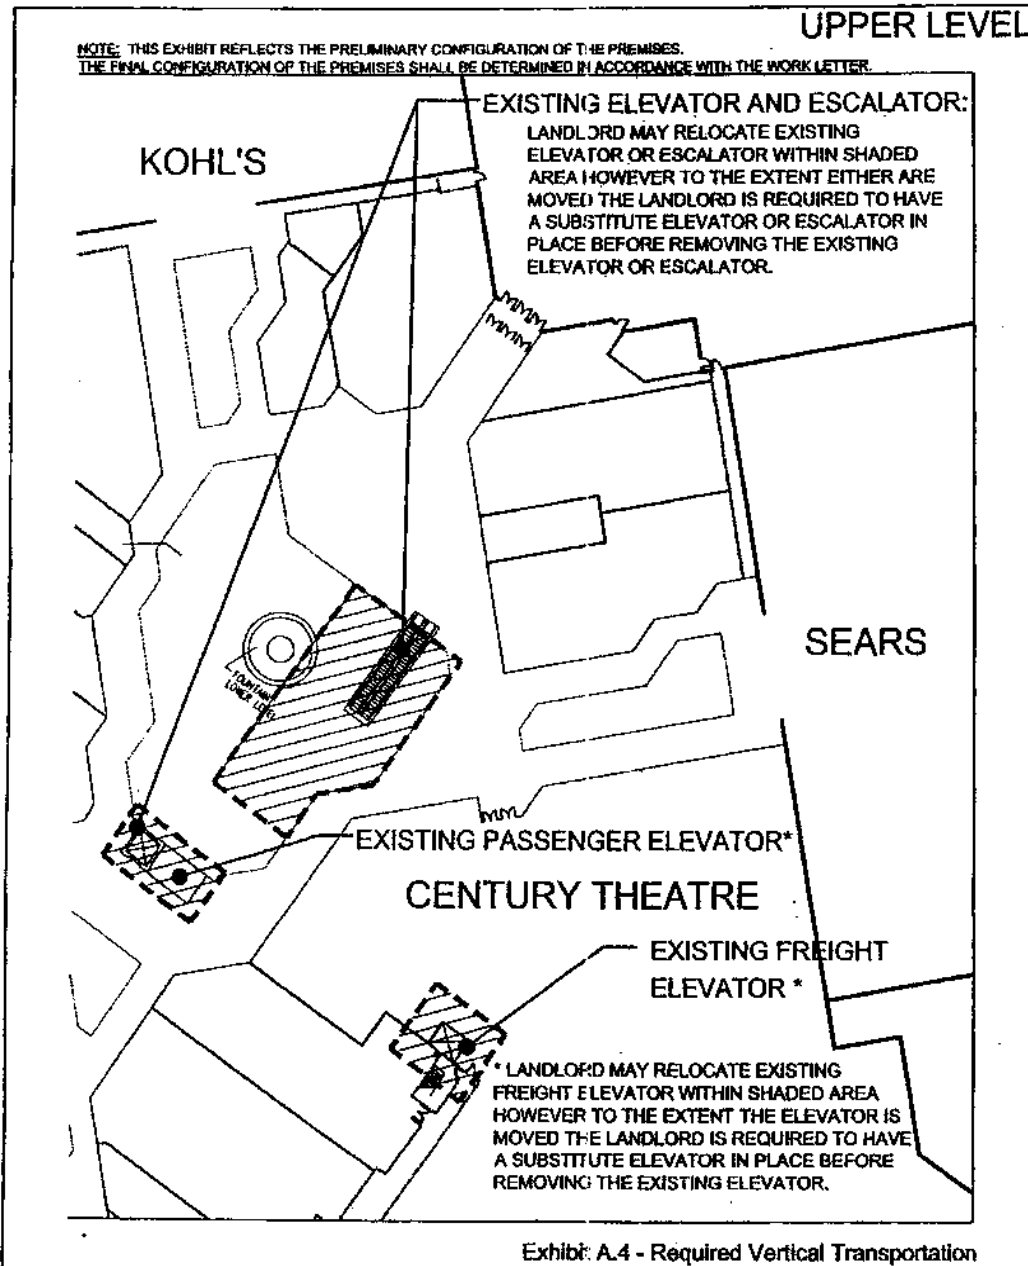 UPPER LEVEL
NOTE: THIS EXHIBIT REFLECTS THE PRELIMINARY CONFIGURATION OF THE PREMISES.
THE FINAL CONFIGURATION OF THE PREMISES SHALL BE DETERMINED IN ACCORDANCE WITH THE WORK LETTER.
EXISTING ELEVATOR AND ESCALATOR:
LANDLORD MAY RELOCATE EXISTING
ELEVATOR OR ESCALATOR WITHIN SHADED
AREA HOWEVER TO THE EXTENT EITHER ARE
MOVED THE LANDLORD IS REQUIRED TO HAVE
A SUBSTITUTE ELEVATOR OR ESCALATOR IN
PLACE BEFORE REMOVING THE EXISTING
ELEVATOR OR ESCALATOR.
KOHL'S
SEARS
FOUNTAIN
LOWER LEVEL
EXISTING PASSENGER ELEVATOR*
CENTURY THEATRE
EXISTING FREIGHT
ELEVATOR *
* LANDLORD MAY RELOCATE EXISTING
FREIGHT ELEVATOR WITHIN SHADED AREA
HOWEVER TO THE EXTENT THE ELEVATOR IS
MOVED THE LANDLORD IS REQUIRED TO HAVE
A SUBSTITUTE ELEVATOR IN PLACE BEFORE
REMOVING THE EXISTING ELEVATOR.
Exhibit A.4 - Required Vertical Transportation